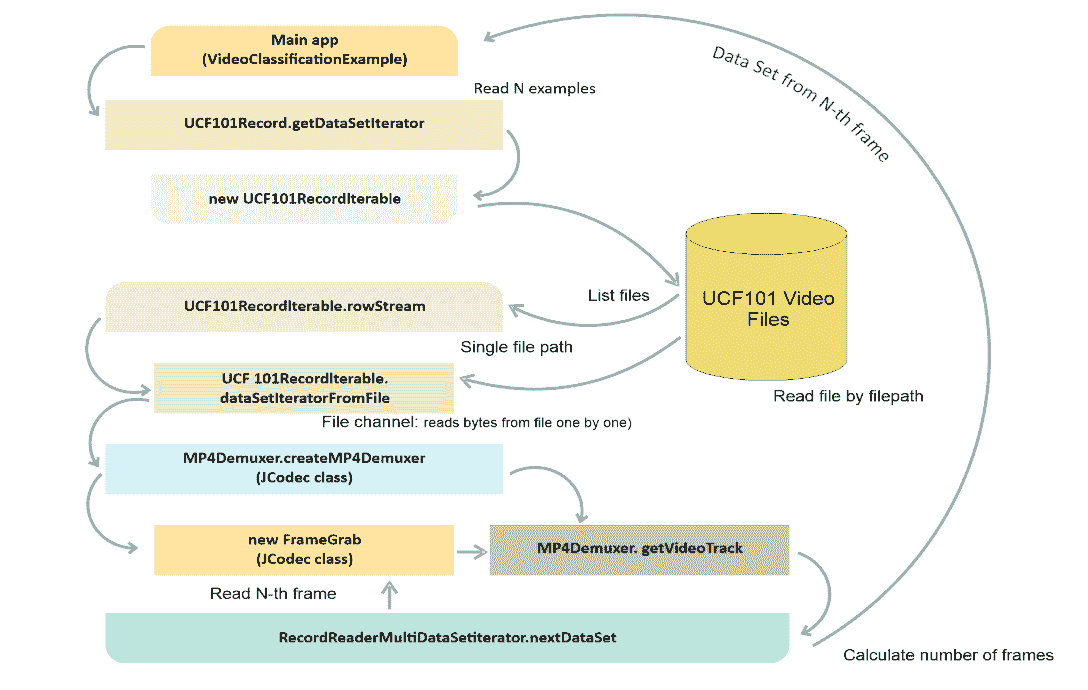 Main app
(VideoClassificationExample)
Data Set from N-th frame
Read N examples
UCF101Record.getDataSetIterator
new UCF101RecordIterable
UCF101RecordIterable.rowStream
List files
UCF101 Video
Files
Single file path
UCF 101RecordIterable.
dataSetIteratorFromFile
Read file by filepath
File channel: reads bytes from file one by one)
MP4Demuxer.createMP4Demuxer
(JCodec class)
new FrameGrab
(JCodec class)
MP4Demuxer. getVideoTrack
Read N-th frame
RecordReaderMultiDataSetIterator.nextDataSet
Calculate number of frames